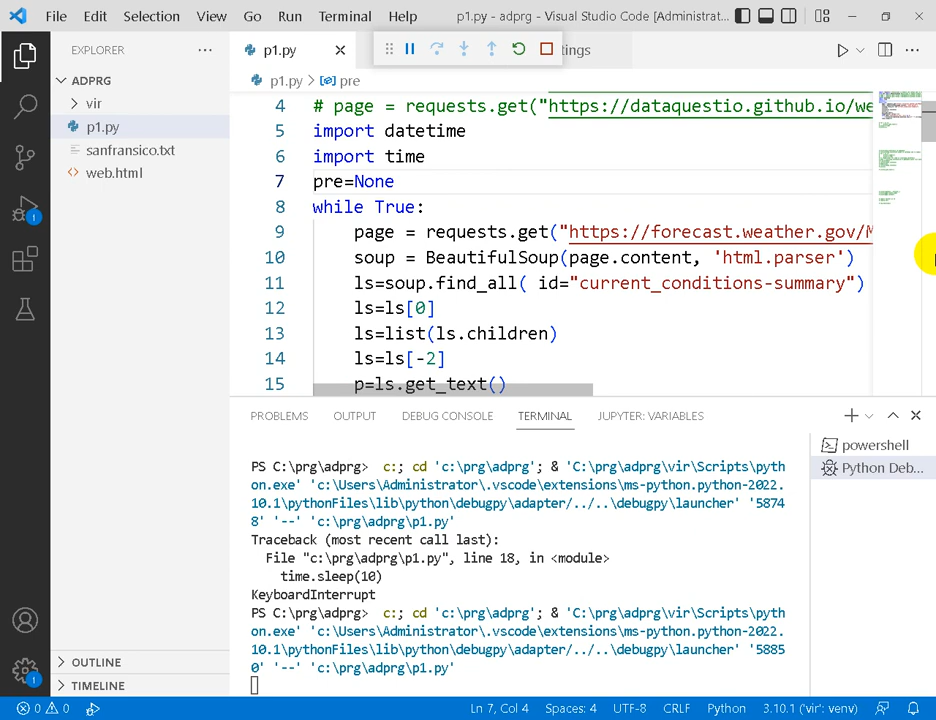 File Edit Selection View Go Run Terminal Help p1.py - adprg - Visual Studio Code [Administrat...
EXPLORER
ADPRG
vir
p1.py
sanfransico.txt
web.html
OUTLINE
TIMELINE
p1.py
tings
p1.py > pre
4 # page = requests.get("https://dataquestio.github.io/we
5 import datetime
6 import time
7 pre=None
8 while True:
9 page = requests.get("https://forecast.weather.gov/M
10 soup = BeautifulSoup(page.content, 'html.parser')
11 ls=soup.find_all( id="current_conditions-summary")
12 ls=ls[0]
13 ls=list(ls.children)
14 ls=ls[-2]
15 p=ls.get_text()
PROBLEMS OUTPUT DEBUG CONSOLE TERMINAL JUPYTER: VARIABLES
PS C:\prg\adprg> c:; cd 'c:\prg\adprg'; & 'C:\prg\adprg\vir\Scripts\pyth
on.exe' 'c:\Users\Administrator\.vscode\extensions\ms-python.python-2022.
10.1\pythonFiles\lib\python\debugpy\adapter/../..\debugpy\launcher' '5874
8' '--' 'c:\prg\adprg\p1.py'
Traceback (most recent call last):
File "c:\prg\adprg\p1.py", line 18, in <module>
time.sleep(10)
KeyboardInterrupt
PS C:\prg\adprg> c:; cd 'c:\prg\adprg'; & 'C:\prg\adprg\vir\Scripts\pyth
on.exe' 'c:\Users\Administrator\.vscode\extensions\ms-python.python-2022.
10.1\pythonFiles\lib\python\debugpy\adapter/../..\debugpy\launcher' '5885
0' '--' 'c:\prg\adprg\p1.py'
powershell
Python Deb...
1
1
0 0 Ln 7, Col 4 Spaces: 4 UTF-8 CRLF Python 3.10.1 ('vir': venv)